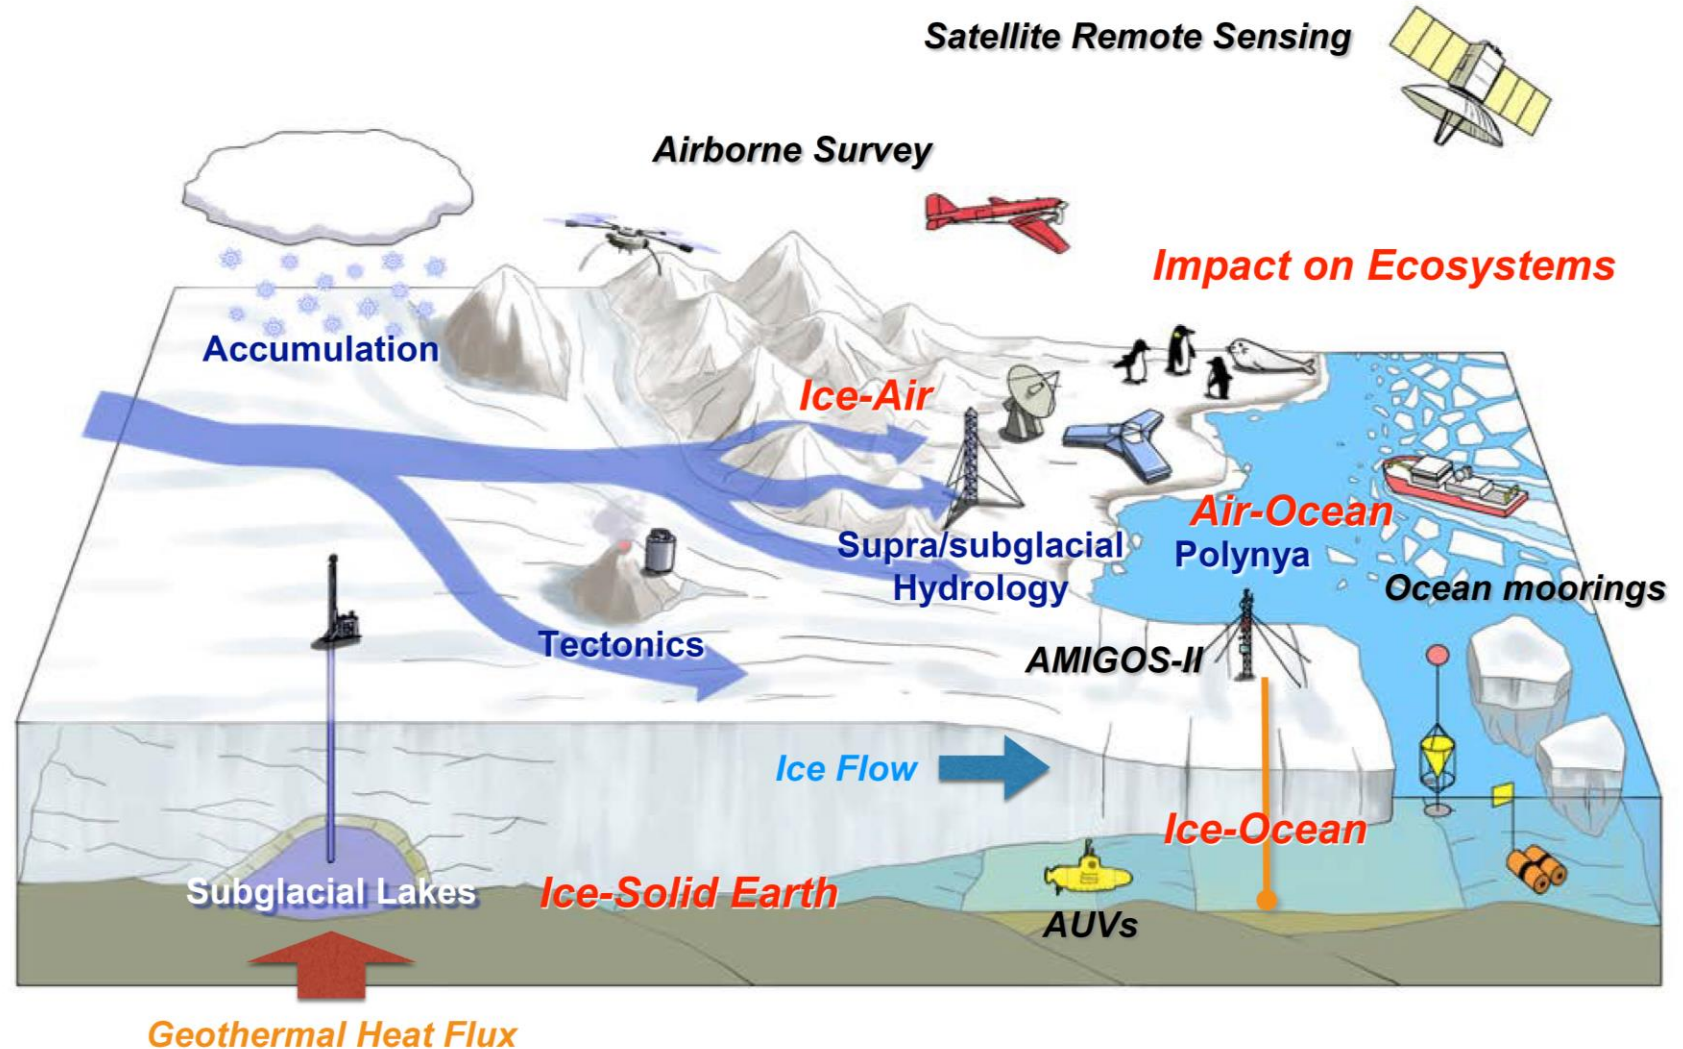 Satellite Remote Sensing
Airborne Survey
Impact on Ecosystems
Accumulation
Ice-Air
Air-Ocean
Supra/subglacial
Hydrology
Polynya
Ocean moorings
Tectonics
AMIGOS-II
Ice Flow
Ice-Ocean
Subglacial Lakes
Ice-Solid Earth
AUVs
Geothermal Heat Flux